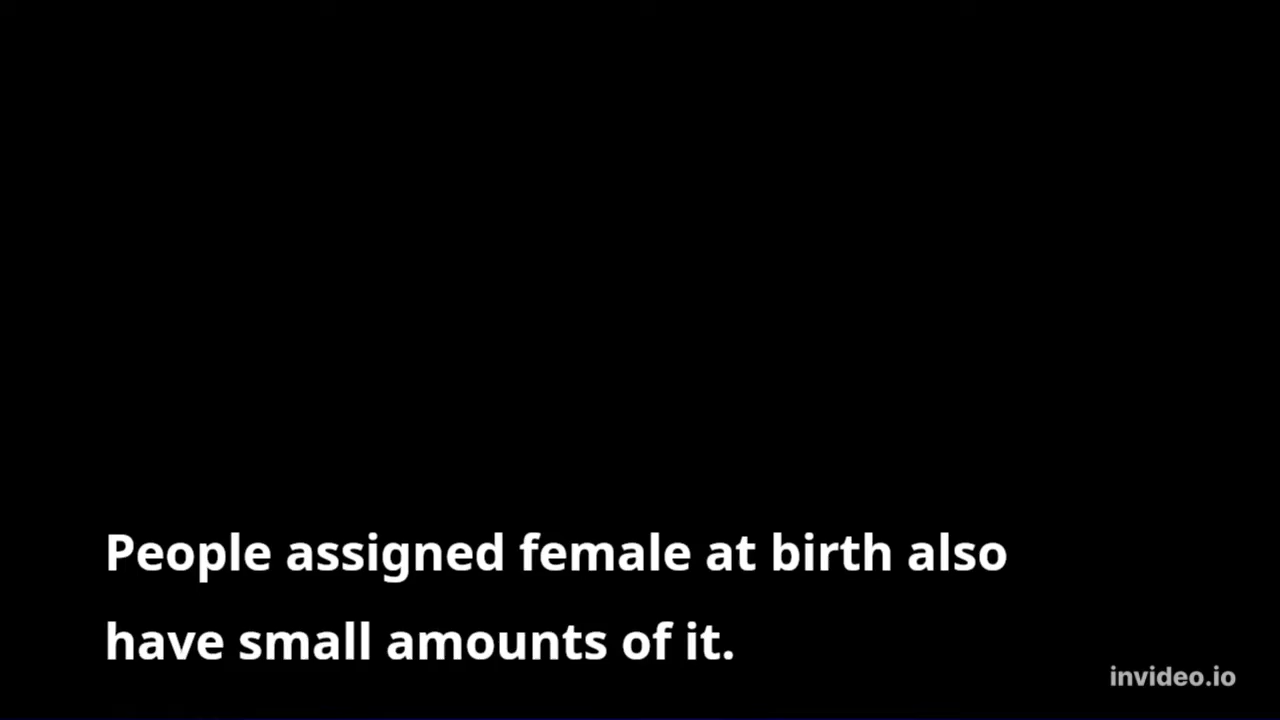 People assigned female at birth also
have small amounts of it.
invideo.io